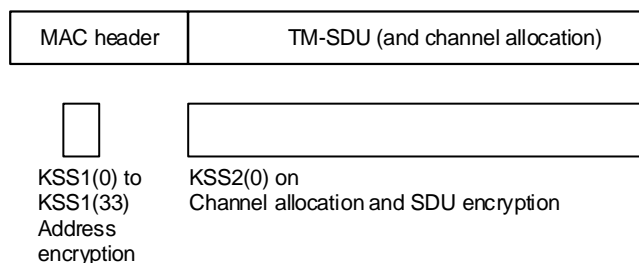 MAC header
TM-SDU (and channel allocation)
KSS1(0) to
KSS1(33)
Address
encryption
KSS2(0) on
Channel allocation and SDU encryption